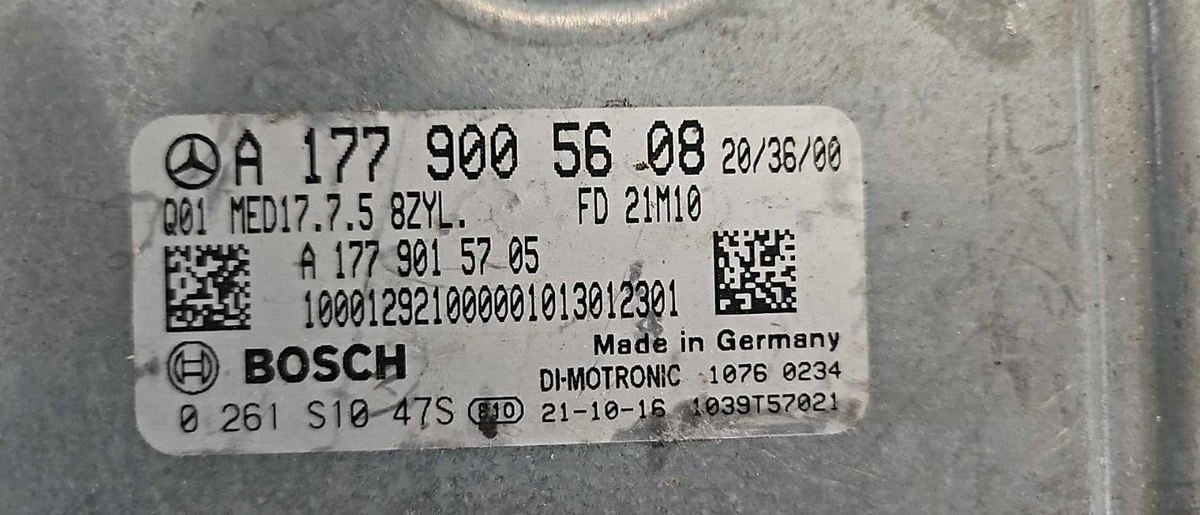 A 177 900 56 08 20/36/00
Q01 MED17.7.5 8ZYL. FD 21M10
A 177 901 57 05
1000129210000001013012301
Made in Germany
BOSCH
DI-MOTRONIC 1076 0234
0 261 S10 47S 810 21-10-16 1039T57021